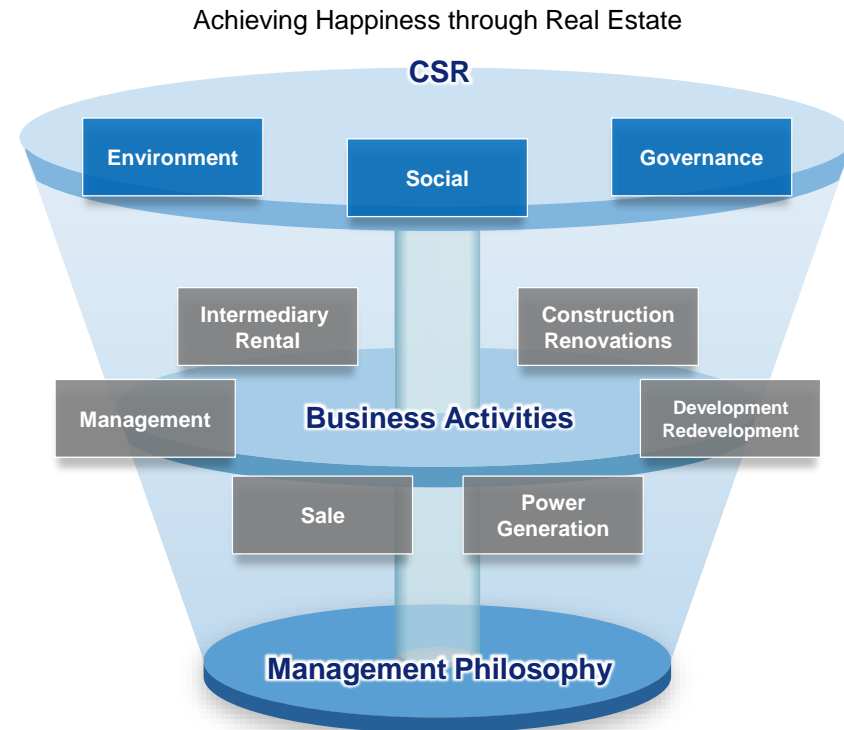 Achieving Happiness through Real Estate
CSR
Environment
Social
Governance
Intermediary
Rental
Construction
Renovations
Management
Business Activities
Development
Redevelopment
Sale
Power
Generation
Management Philosophy